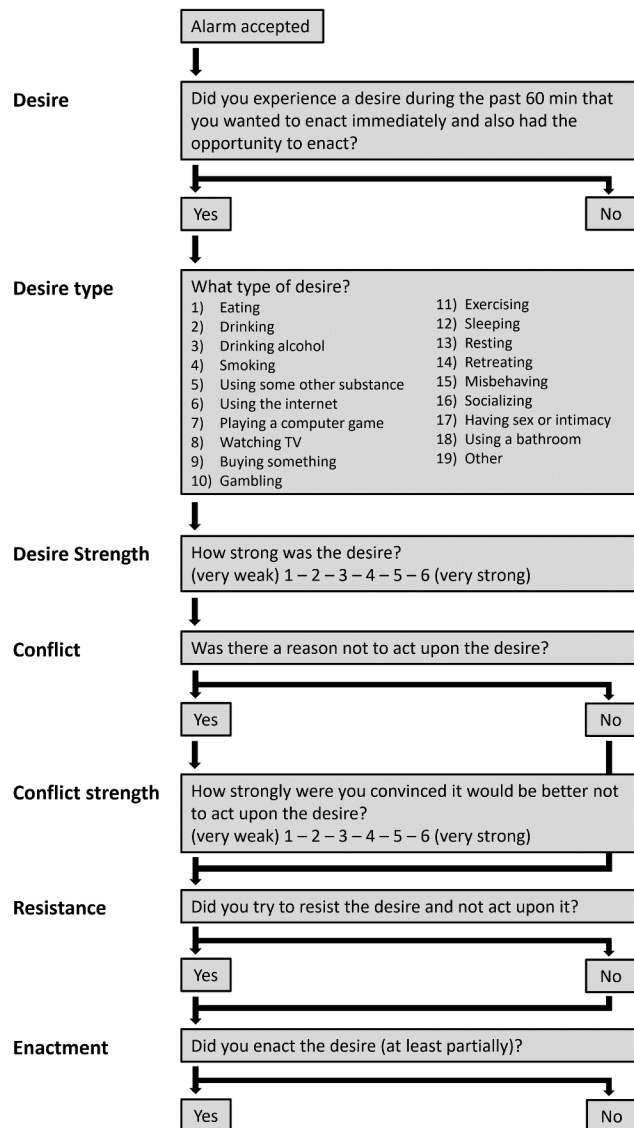 Alarm accepted
Desire
Did you experience a desire during the past 60 min that
you wanted to enact immediately and also had the
opportunity to enact?
Yes
No
Desire type
What type of desire?
1) Eating
2) Drinking
3) Drinking alcohol
4) Smoking
5) Using some other substance
6) Using the internet
7) Playing a computer game
8) Watching TV
9) Buying something
10) Gambling
11) Exercising
12) Sleeping
13) Resting
14) Retreating
15) Misbehaving
16) Socializing
17) Having sex or intimacy
18) Using a bathroom
19) Other
Desire Strength
How strong was the desire?
(very weak) 1 – 2 – 3 – 4 – 5 – 6 (very strong)
Conflict
Was there a reason not to act upon the desire?
Yes
No
Conflict strength
How strongly were you convinced it would be better not
to act upon the desire?
(very weak) 1 – 2 – 3 – 4 – 5 – 6 (very strong)
Resistance
Did you try to resist the desire and not act upon it?
Yes
No
Enactment
Did you enact the desire (at least partially)?
Yes
No